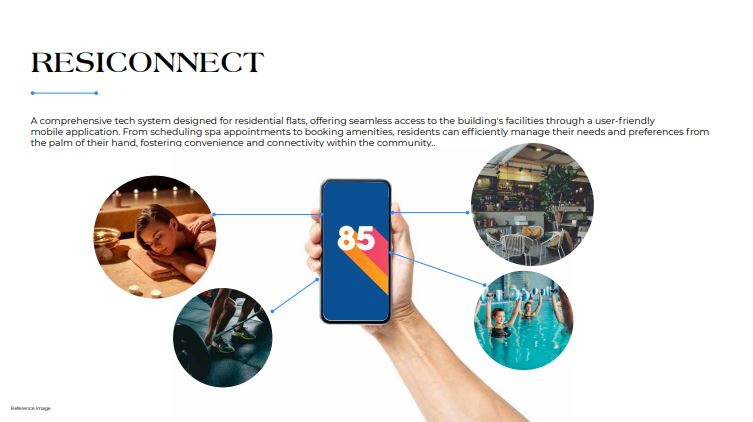 RESICONNECT
A comprehensive tech system designed for residential flats, offering seamless access to the building's facilities through a user-friendly
mobile application. From scheduling spa appointments to booking amenities, residents can efficiently manage their needs and preferences from
the palm of their hand, fostering convenience and connectivity within the community..
85
Reference Image